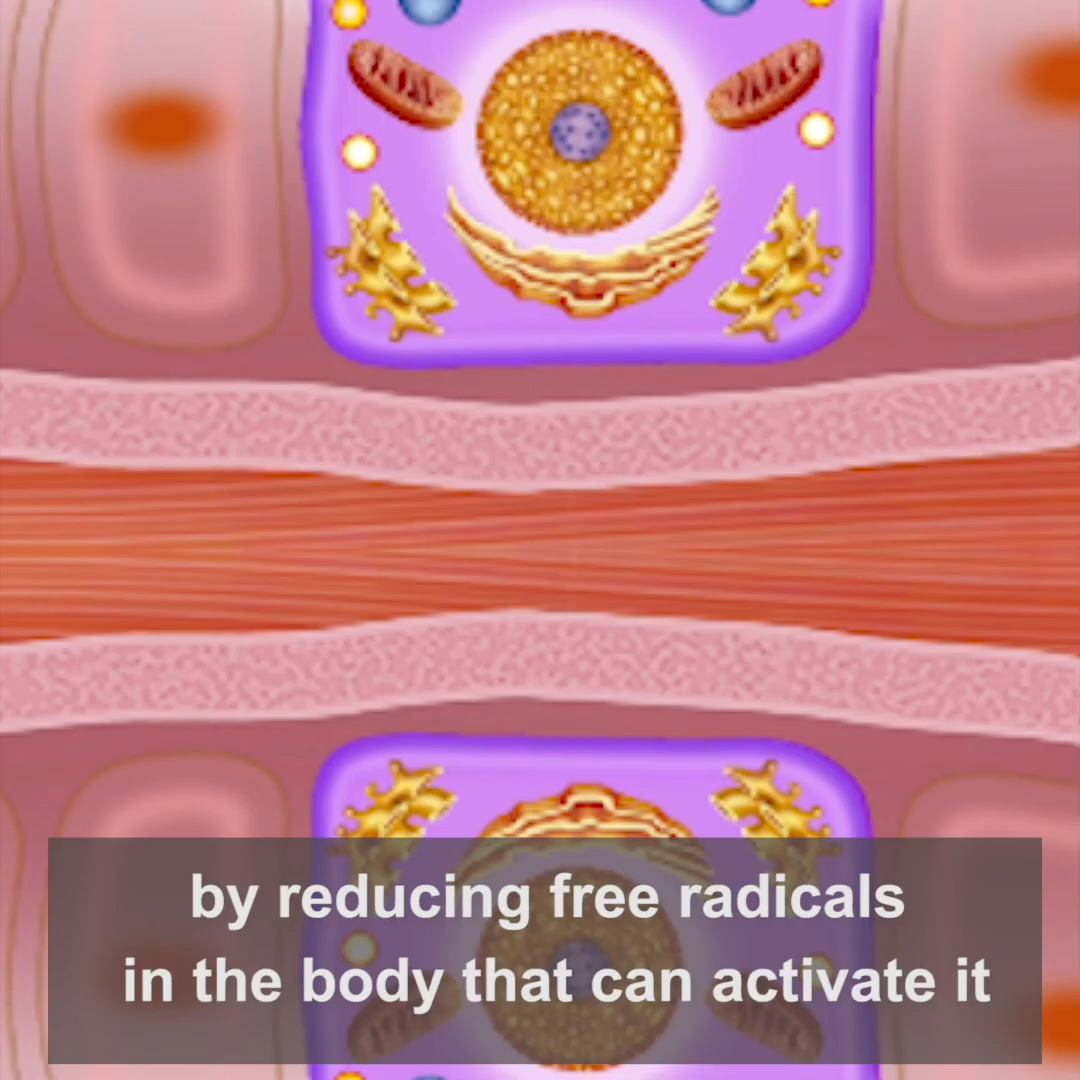 by reducing free radicals
in the body that can activate it